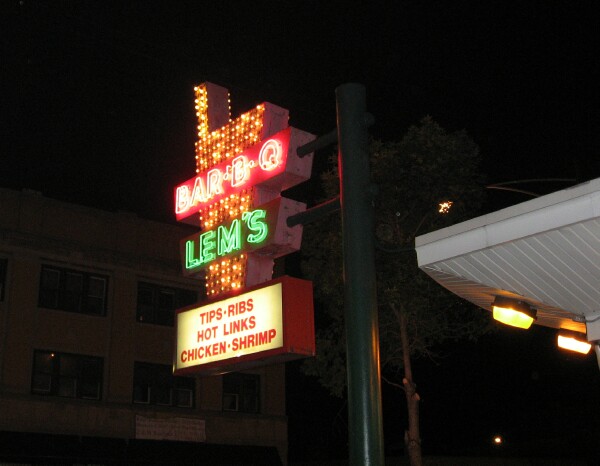 BAR·B·Q
LEM'S
TIPS·RIBS
HOT LINKS
CHICKEN·SHRIMP